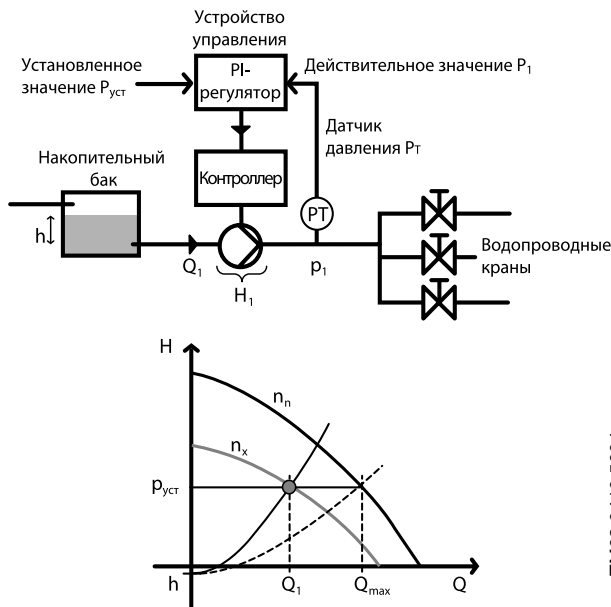 Устройство
управления
Установленное
значение Pуст
PI-
регулятор
Действительное значение P1
Датчик
давления PТ
Накопительный
бак
Контроллер
PT
h
Q1
H1
p1
Водопроводные
краны
H
nn
nx
pуст
h
Q1
Qmax
Q